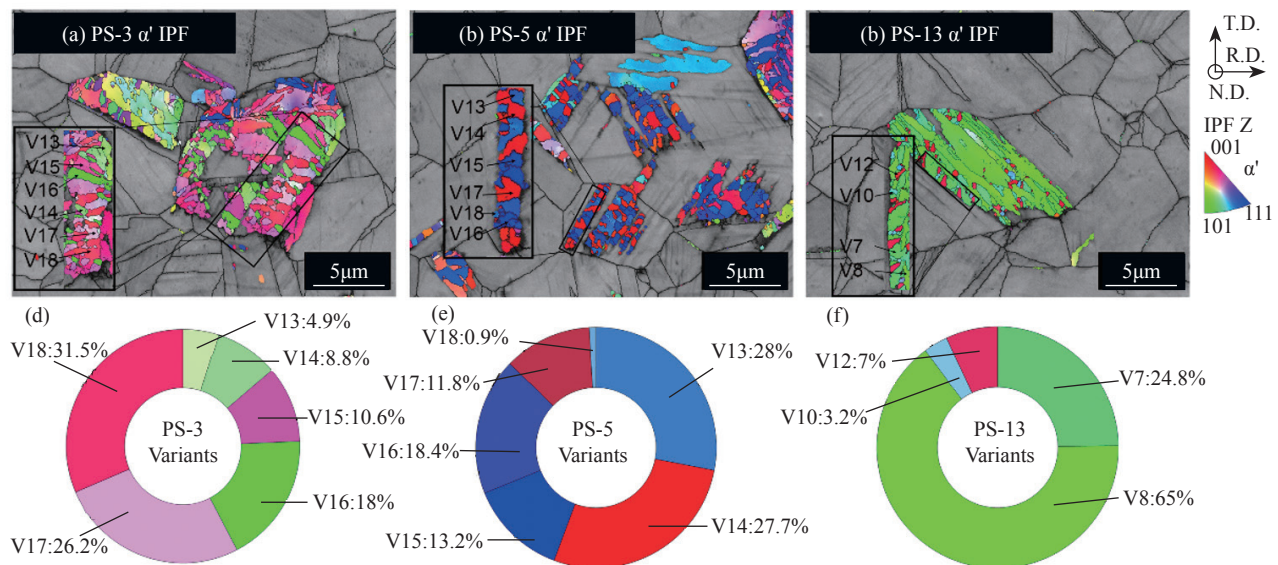 (a) PS-3 α' IPF
V13
V15
V16
V14
V17
V18
5μm
(b) PS-5 α' IPF
V13
V14
V15
V17
V18
V16
5μm
(b) PS-13 α' IPF
V12
V10
V7
V8
5μm
T.D.
R.D.
N.D.
IPF Z
001
α'
111
101
(d)
V13:4.9%
V18:31.5%
V14:8.8%
V15:10.6%
PS-3
Variants
V16:18%
V17:26.2%
(e)
V18:0.9%
V13:28%
V17:11.8%
PS-5
Variants
V16:18.4%
V14:27.7%
V15:13.2%
(f)
V12:7%
V7:24.8%
V10:3.2%
PS-13
Variants
V8:65%